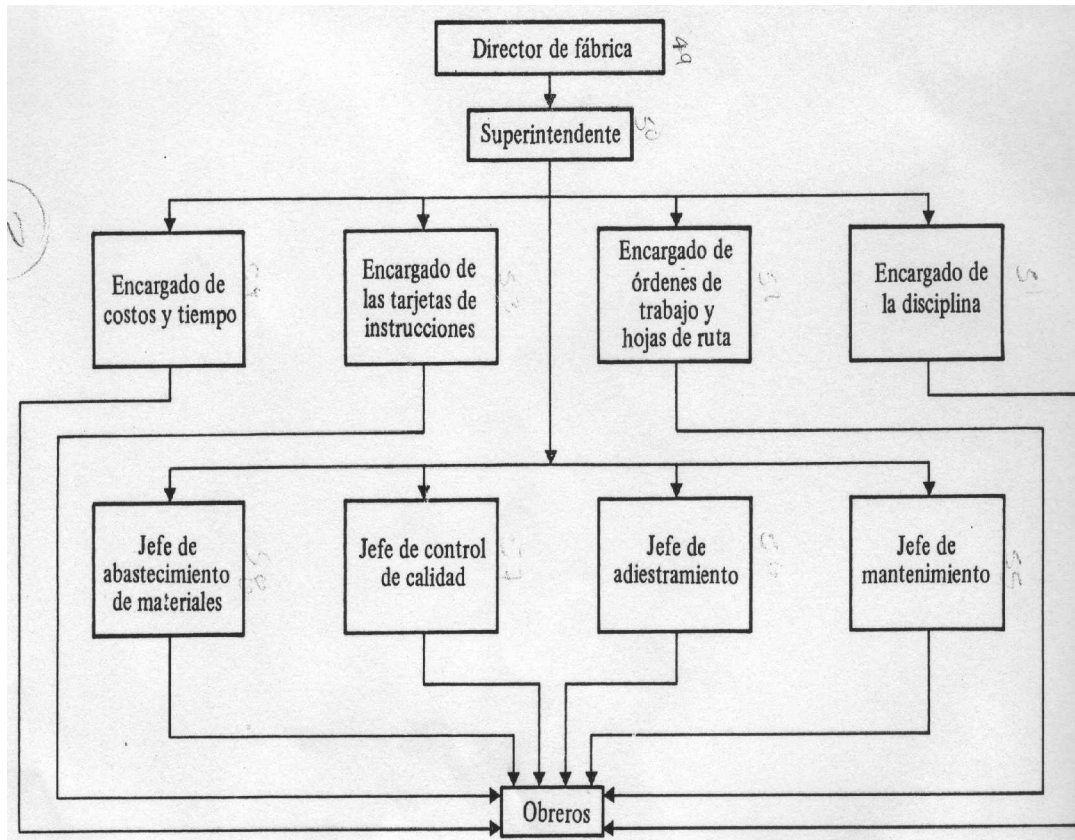 Director de fábrica
49
Superintendente
50
Encargado de
costos y tiempo
Encargado de
las tarjetas de
instrucciones
Encargado de
órdenes de
trabajo y
hojas de ruta
Encargado de
la disciplina
51
Jefe de
abastecimiento
de materiales
Jefe de control
de calidad
Jefe de
adiestramiento
Jefe de
mantenimiento
55
Obreros